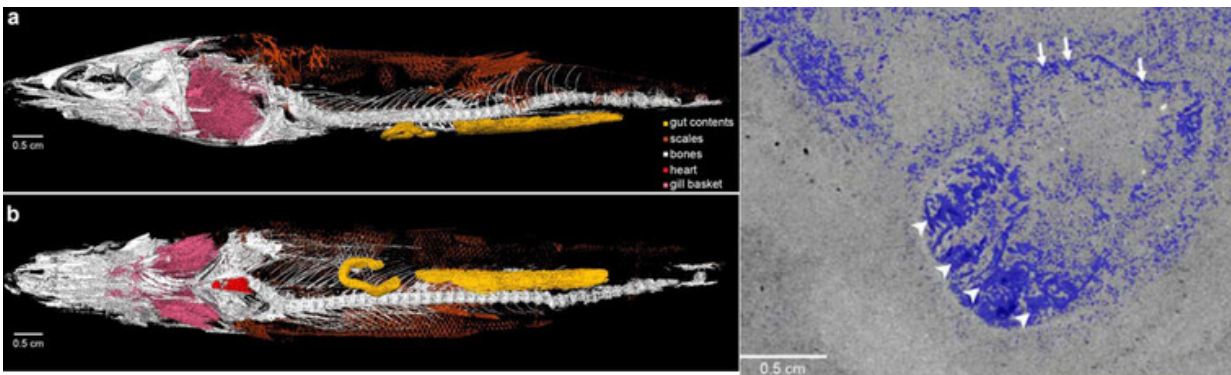 a
0.5 cm
gut contents
scales
bones
heart
gill basket
b
0.5 cm
0.5 cm